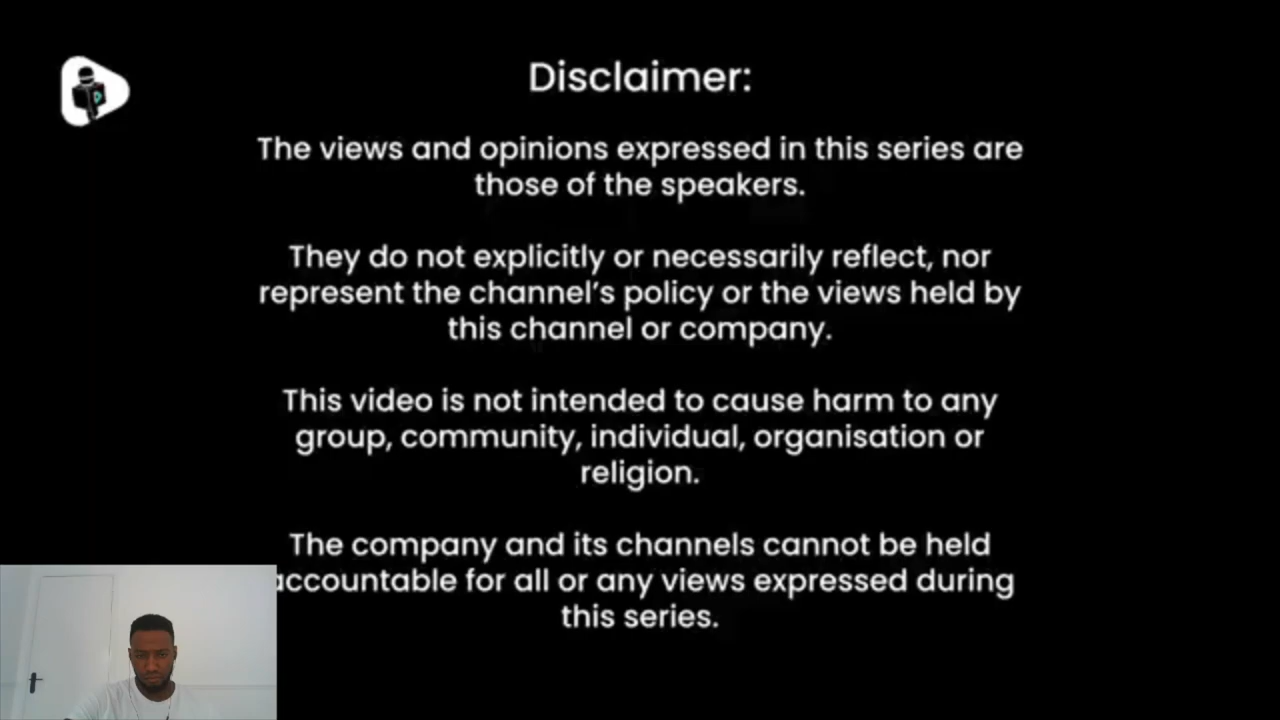 Disclaimer:
The views and opinions expressed in this series are
those of the speakers.
They do not explicitly or necessarily reflect, nor
represent the channel's policy or the views held by
this channel or company.
This video is not intended to cause harm to any
group, community, individual, organisation or
religion.
The company and its channels cannot be held
accountable for all or any views expressed during
this series.